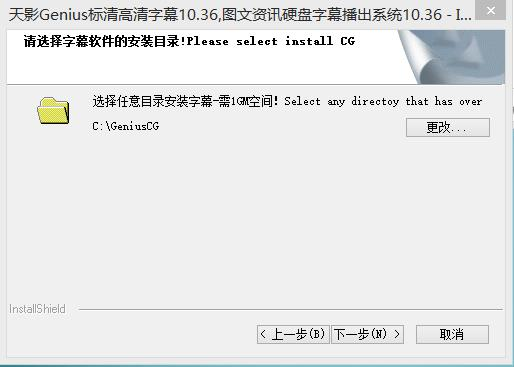 天影Genius标清高清字幕10.36,图文资讯硬盘字幕播出系统10.36 - I...
请选择字幕软件的安装目录!Please select install CG
选择任意目录安装字幕-需1GM空间! Select any directoy that has over
C:\GeniusCG
更改...
InstallShield
< 上一步(B)
下一步(N) >
取消